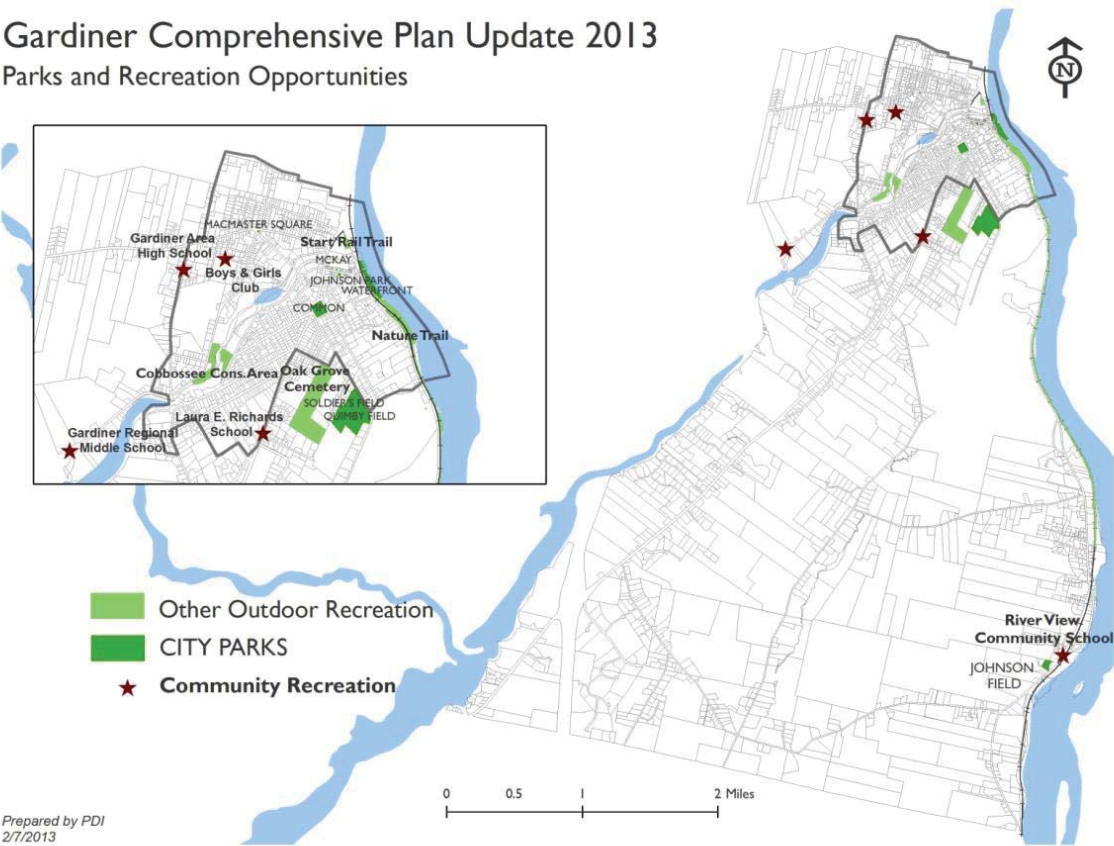 Gardiner Comprehensive Plan Update 2013
Parks and Recreation Opportunities
N
MACMASTER SQUARE
Gardiner Area
High School
Start Rail Trail
MCKAY
Boys & Girls
Club
JOHNSON PARK
WATERFRONT
COMMON
Nature Trail
Cobbossee Cons.Area
Oak Grove
Cemetery
SOLDIER'S FIELD
QUIMBY FIELD
Laura E. Richards
School
Gardiner Regional
Middle School
Other Outdoor Recreation
CITY PARKS
Community Recreation
River View
Community School
JOHNSON
FIELD
0 0.5 1 2 Miles
Prepared by PDI
2/7/2013